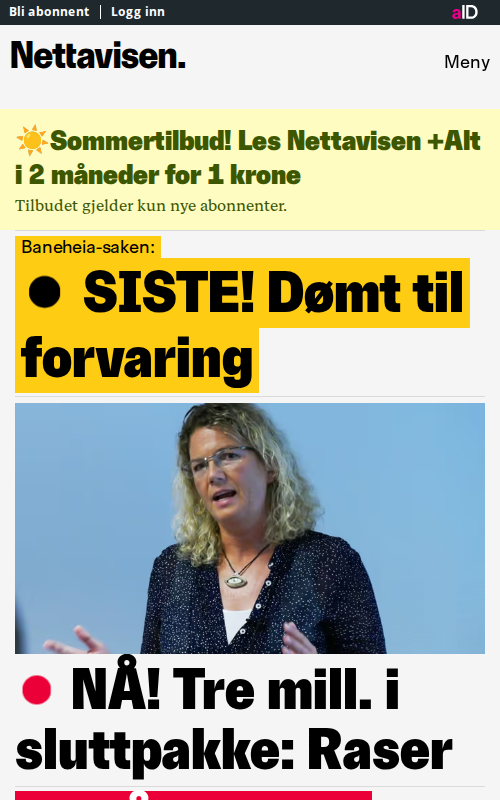 Bli abonnent | Logg inn
aID
Nettavisen.
Meny
☀️Sommertilbud! Les Nettavisen +Alt
i 2 måneder for 1 krone
Tilbudet gjelder kun nye abonnenter.
Baneheia-saken:
● SISTE! Dømt til
forvaring
● NÅ! Tre mill. i
sluttpakke: Raser